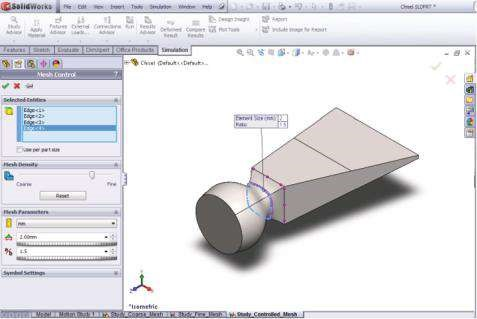 SolidWorks File Edit View Insert Tools Simulation Window Help Chisel SLDPRT *
Study Advisor Apply Material Fixtures Advisor External Loads... Connections Advisor Run Results Advisor Deformed Result Compare Results Design Insight Plot Tools Report Include Image for Report
Features Sketch Evaluate DimXpert Office Products Simulation
Chisel (Default<Default>...
Mesh Control ?
Selected Entities
Edge<1>
Edge<2>
Edge<3>
Edge<4>
Use per part size
Mesh Density
Coarse Fine
Reset
Mesh Parameters
mm
2.00mm
% 1.5
Symbol Settings
Element Size (mm): 2
Ratio: 1.5
*Isometric
Model Motion Study 1 Study_Coarse_Mesh Study_Fine_Mesh Study_Controlled_Mesh